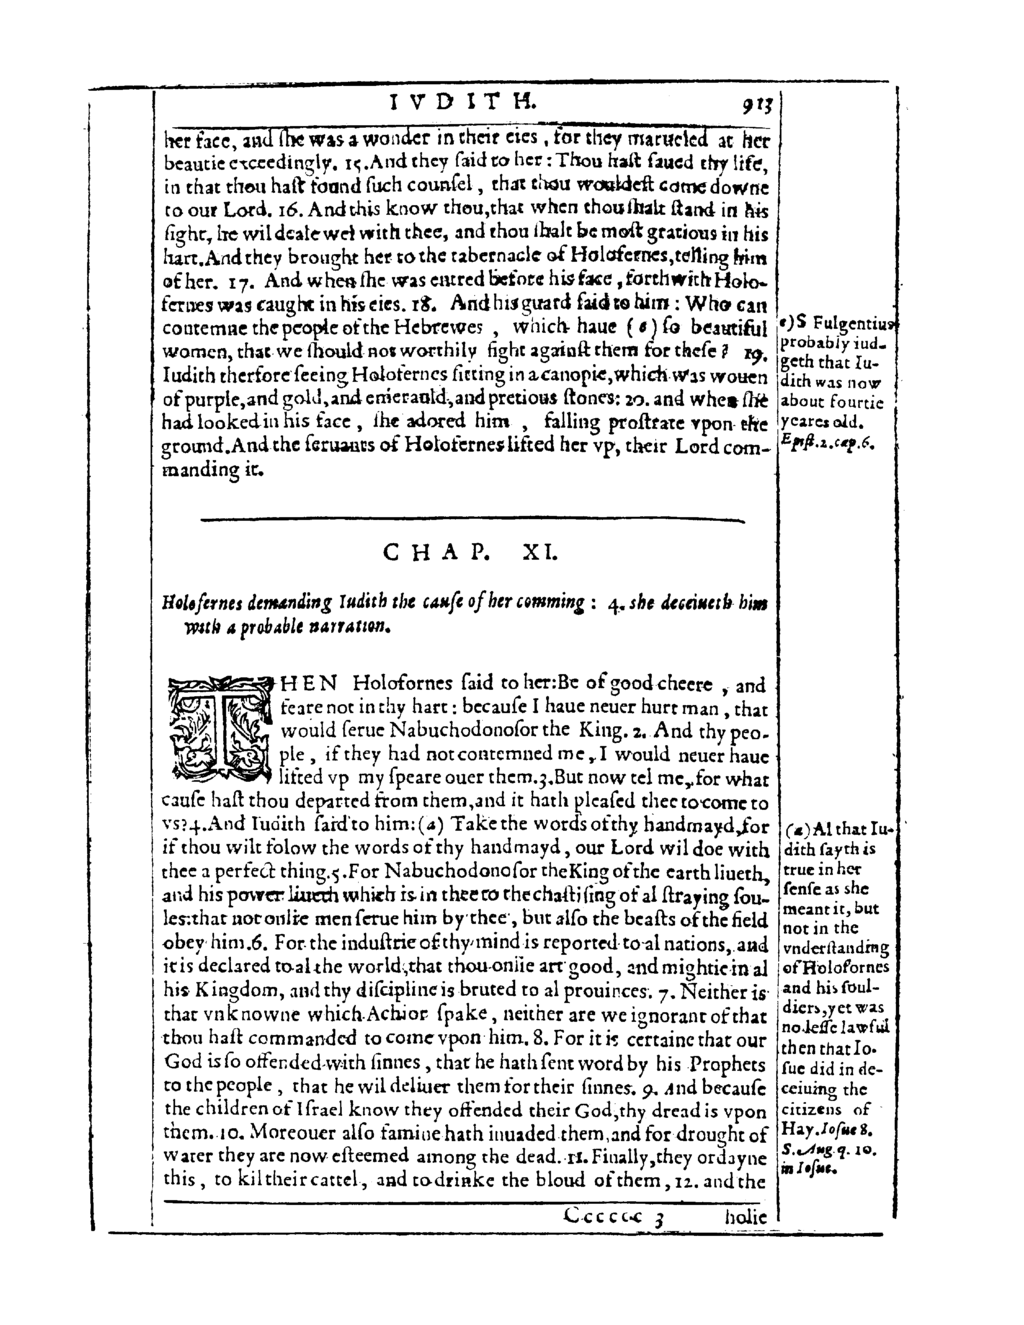 IVDITH. 913
her face, and ſhe was a wonder in their eies, for they marueled at her
beautie exceedingly. 15. And they ſaid to her: Thou haſt ſaued thy life,
in that thou haſt found ſuch counſel, that thou wouldeſt come downe
to our Lord. 16. And this know thou, that when thou ſhalt ſtand in his
ſight, he wil deale wel with thee, and thou ſhalt be moſt gratious in his
hart. And they brought her to the tabernacle of Holofernes, telling him
of her. 17. And when ſhe was entred before his face, forthwith Holo-
fernes was caught in his eies. 18. And his guard ſaid to him: Who can
contemne the people of the Hebrewes, which haue (e) ſo beautiful
women, that we ſhould not worthily fight againſt them for theſe? 19.
Iudith therfore ſeeing Holofernes ſitting in a canopie, which was wouen
of purple, and gold, and emerauld, and pretious ſtones: 20. and when ſhe
had looked in his face, ſhe adored him, falling proſtrate vpon the
ground. And the ſeruants of Holofernes lifted her vp, their Lord com-
manding it.
e) S Fulgentius
probably iud-
geth that Iu-
dith was now
about fourtie
yeares old.
Epiſt. 2. cap. 6.
CHAP. XI.
Holofernes demanding Iudith the cauſe of her comming: 4. she deceiueth him
with a probable narration.
THEN Holofornes ſaid to her: Be of good cheere, and
feare not in thy hart: becauſe I haue neuer hurt man, that
would ſerue Nabuchodonoſor the King. 2. And thy peo-
ple, if they had not contemned me, I would neuer haue
lifted vp my ſpeare ouer them. 3. But now tel me, for what
cauſe haſt thou departed from them, and it hath pleaſed thee to come to
vs? 4. And Iudith ſaid to him: (a) Take the words of thy handmayd, for
if thou wilt folow the words of thy handmayd, our Lord wil doe with
thee a perfect thing. 5. For Nabuchodonoſor the King of the earth liueth,
and his power liueth which is in thee to the chaſtiſing of al ſtraying ſou-
les: that not onlie men ſerue him by thee, but alſo the beaſts of the field
obey him. 6. For the induſtrie of thy mind is reported to al nations, and
it is declared to al the world, that thou onlie art good, and mightie in al
his Kingdom, and thy diſcipline is bruted to al prouinces. 7. Neither is
that vnknowne which Achior ſpake, neither are we ignorant of that
thou haſt commanded to come vpon him. 8. For it is certaine that our
God is ſo offended with ſinnes, that he hath ſent word by his Prophets
to the people, that he wil deliuer them for their ſinnes. 9. And becauſe
the children of Iſrael know they offended their God, thy dread is vpon
them. 10. Moreouer alſo famine hath inuaded them, and for drought of
water they are now eſteemed among the dead. 11. Finally, they ordayne
this, to kil their cattel, and to drinke the bloud of them, 12. and the
(a) Al that Iu-
dith ſayth is
true in her
ſenſe as she
meant it, but
not in the
vnderſtanding
of Holofornes
and his ſoul-
diers, yet was
no leſſe lawful
then that Io-
ſue did in de-
ceiuing the
citizens of
Hay. Ioſue 8.
S. Aug. q. 10.
in Ioſue.
Cccccc 3 holie